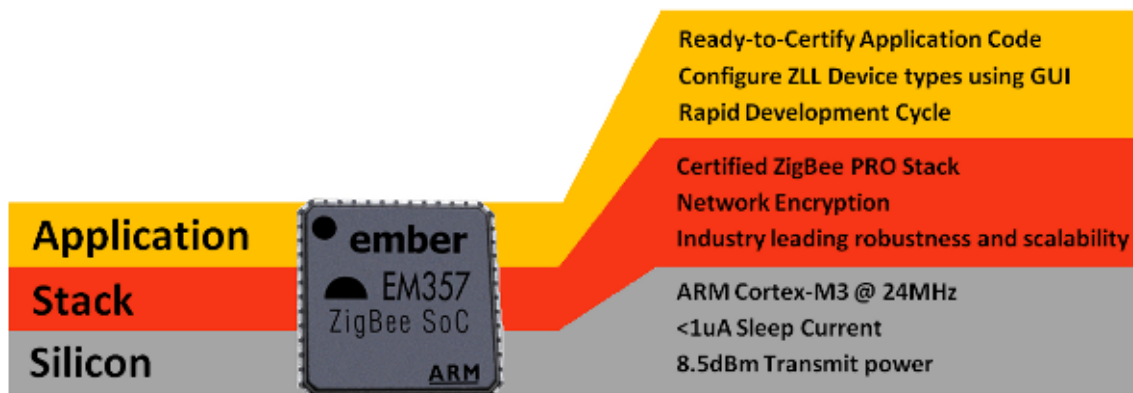 Ready-to-Certify Application Code
Configure ZLL Device types using GUI
Rapid Development Cycle
Certified ZigBee PRO Stack
Network Encryption
Industry leading robustness and scalability
ARM Cortex-M3 @ 24MHz
<1uA Sleep Current
8.5dBm Transmit power
Application
Stack
Silicon
ember
EM357
ZigBee SoC
ARM